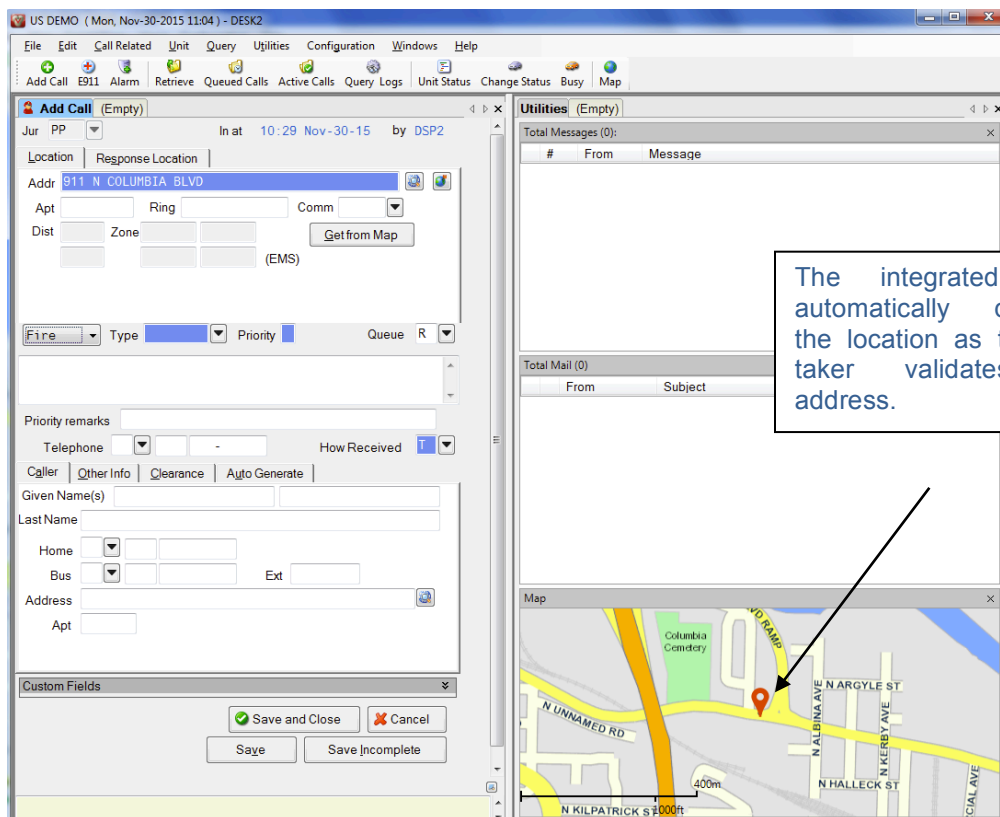 US DEMO ( Mon, Nov-30-2015 11:04 ) - DESK2
File Edit Call Related Unit Query Utilities Configuration Windows Help
Add Call E911 Alarm Retrieve Queued Calls Active Calls Query Logs Unit Status Change Status Busy Map
Add Call (Empty)
Jur PP In at 10:29 Nov-30-15 by DSP2
Location Response Location
Addr 911 N COLUMBIA BLVD
Apt Ring Comm
Dist Zone Get from Map
(EMS)
Fire Type Priority Queue R
Priority remarks
Telephone - How Received T
Caller Other Info Clearance Auto Generate
Given Name(s)
Last Name
Home
Bus Ext
Address
Apt
Custom Fields
Save and Close Cancel
Save Save Incomplete
Utilities (Empty)
Total Messages (0):
# From Message
The integrated
automatically
the location as
taker validates
address.
Total Mail (0)
From Subject
Map
Columbia
Cemetery
RAMP
N ARGYLE ST
N UNNAMED RD
N ALBINA AVE
N KERBY AVE
N HALLECK ST
400m
1000ft
N KILPATRICK ST
AVE